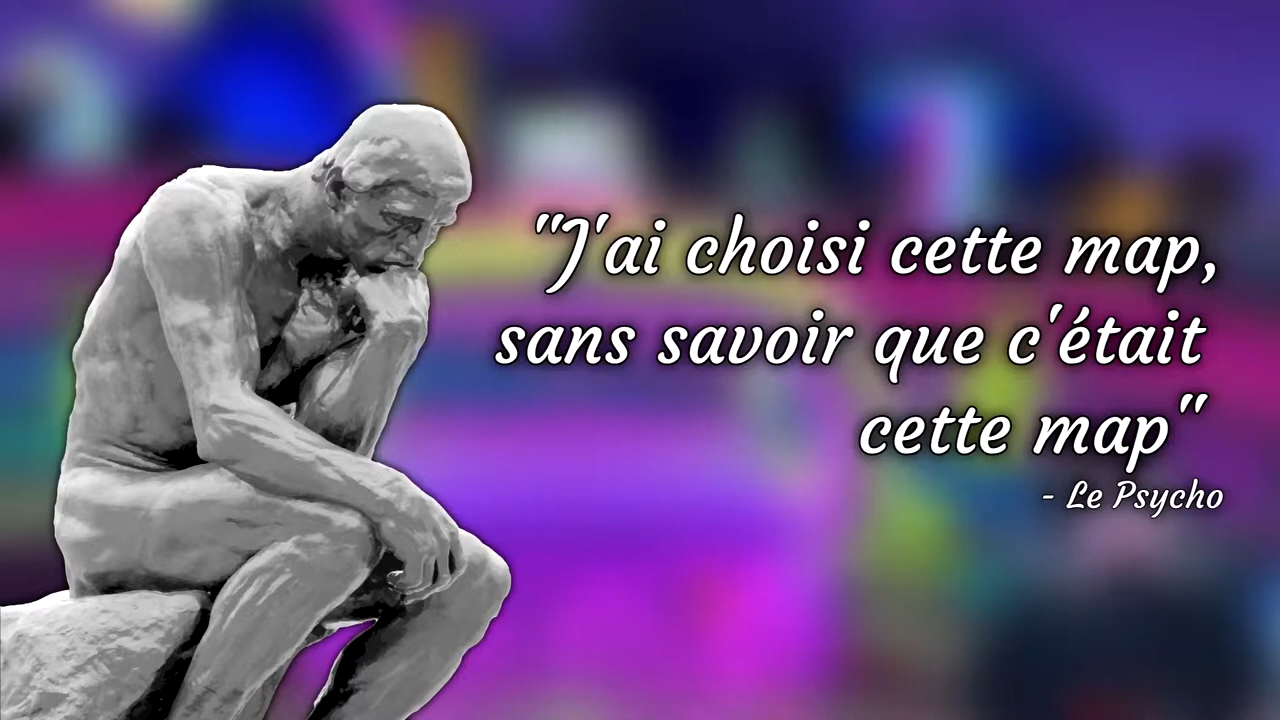 "J'ai choisi cette map,
sans savoir que c'était
cette map"
- Le Psycho